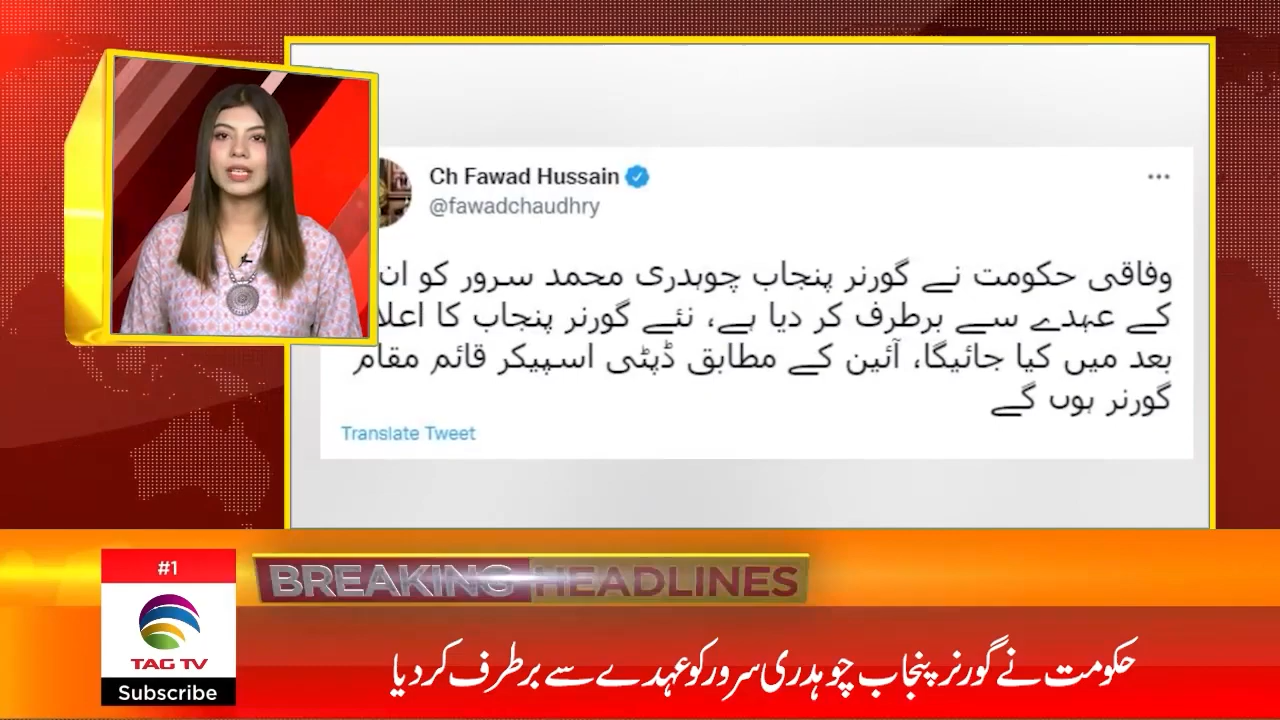 Ch Fawad Hussain
@fawadchaudhry
وفاقی حکومت نے گورنر پنجاب چوہدری محمد سرور کو ان
کے عہدے سے برطرف کر دیا ہے، نئے گورنر پنجاب کا
بعد میں کیا جائیگا، آئین کے مطابق ڈپٹی اسپیکر قائم مقام
گورنر ہوں گے
Translate Tweet
#1
TAG TV
Subscribe
BREAKING HEADLINES
حکومت نے گورنر پنجاب چوہدری سرور کو عہدے سے برطرف کر دیا